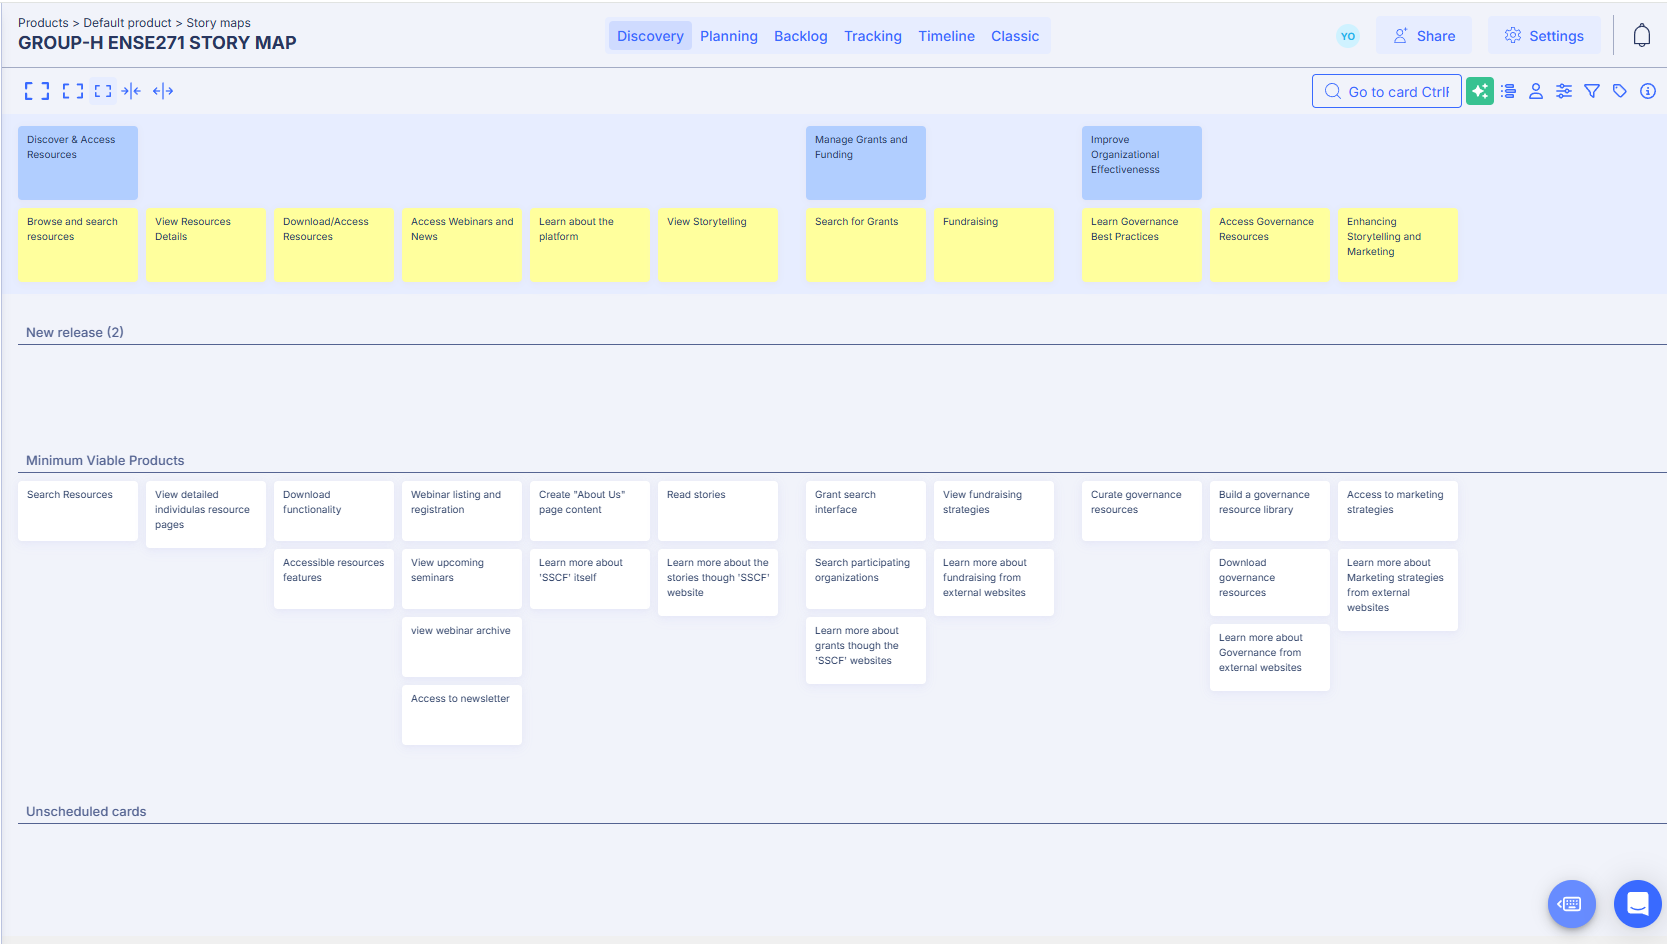 Products > Default product > Story maps
GROUP-H ENSE271 STORY MAP
Discovery
Planning
Backlog
Tracking
Timeline
Classic
YO
Share
Settings
Go to card Ctrl
Discover & Access
Resources
Manage Grants and
Funding
Improve
Organizational
Effectivenesss
Browse and search
resources
View Resources
Details
Download/Access
Resources
Access Webinars and
News
Learn about the
platform
View Storytelling
Search for Grants
Fundraising
Learn Governance
Best Practices
Access Governance
Resources
Enhancing
Storytelling and
Marketing
New release (2)
Minimum Viable Products
Search Resources
View detailed
individulas resource
pages
Download
functionality
Webinar listing and
registration
Create "About Us"
page content
Read stories
Grant search
interface
View fundraising
strategies
Curate governance
resources
Build a governance
resource library
Access to marketing
strategies
Accessible resources
features
View upcoming
seminars
Learn more about
'SSCF' itself
Learn more about the
stories though 'SSCF'
website
Search participating
organizations
Learn more about
fundraising from
external websites
Download
governance
resources
Learn more about
Marketing strategies
from external
websites
view webinar archive
Learn more about
grants though the
'SSCF' websites
Learn more about
Governance from
external websites
Access to newsletter
Unscheduled cards